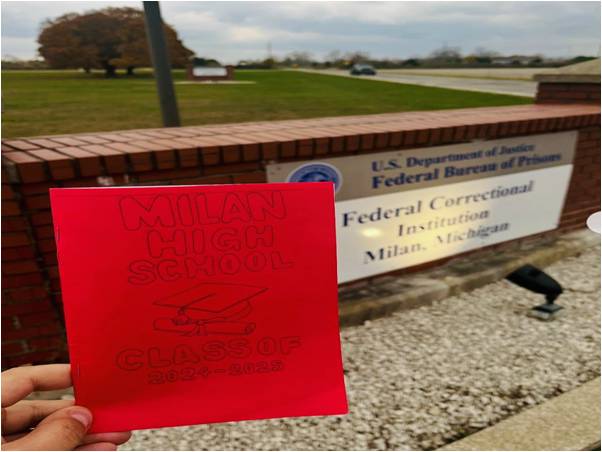 MILAN
HIGH
SCHOOL
CLASS OF
2024-2025
U.S. Department of Justice
Federal Bureau of Prisons
Federal Correctional
Institution
Milan, Michigan